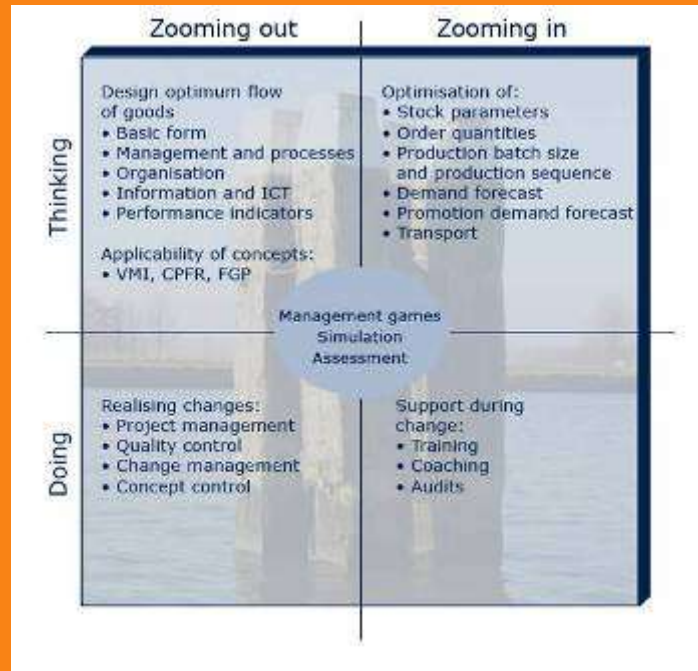 Zooming out
Zooming in
Thinking
Design optimum flow
of goods
• Basic form
• Management and processes
• Organisation
• Information and ICT
• Performance indicators
Applicability of concepts:
• VMI, CPFR, FGP
Optimisation of:
• Stock parameters
• Order quantities
• Production batch size
and production sequence
• Demand forecast
• Promotion demand forecast
• Transport
Management games
Simulation
Assessment
Doing
Realising changes:
• Project management
• Quality control
• Change management
• Concept control
Support during
change:
• Training
• Coaching
• Audits